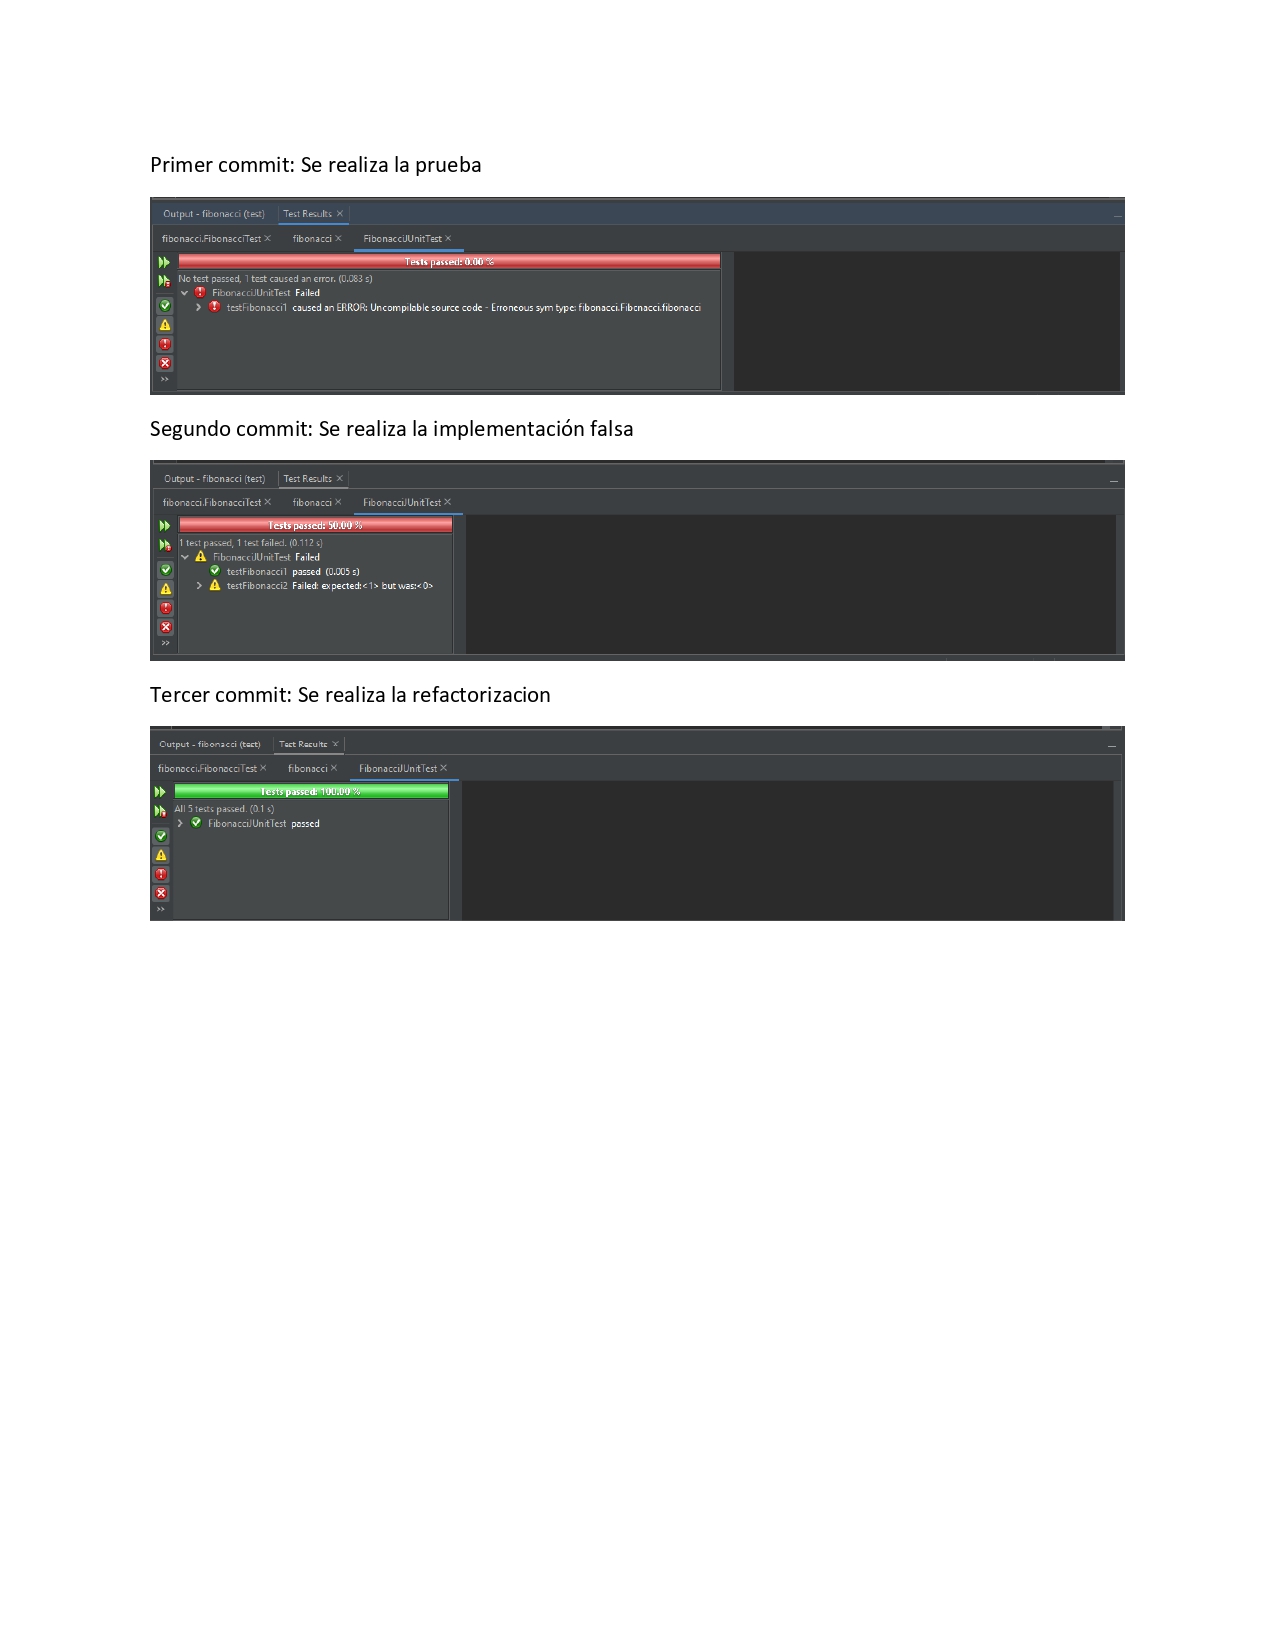 Primer commit: Se realiza la prueba
Output - fibonacci (test) Test Results
fibonacci.FibonacciTest fibonacci FibonacciJUnitTest
Tests passed: 0.00 %
No test passed, 1 test caused an error. (0.083 s)
FibonacciJUnitTest Failed
testFibonacci1 caused an ERROR: Uncompilable source code - Erroneous sym type: fibonacci.Fibonacci.fibonacci
Segundo commit: Se realiza la implementación falsa
Output - fibonacci (test) Test Results
fibonacci.FibonacciTest fibonacci FibonacciJUnitTest
Tests passed: 50.00 %
1 test passed, 1 test failed. (0.112 s)
FibonacciJUnitTest Failed
testFibonacci1 passed (0.005 s)
testFibonacci2 Failed: expected:<1> but was:<0>
Tercer commit: Se realiza la refactorizacion
Output - fibonacci (test) Test Results
fibonacci.FibonacciTest fibonacci FibonacciJUnitTest
Tests passed: 100.00 %
All 5 tests passed. (0.1 s)
FibonacciJUnitTest passed